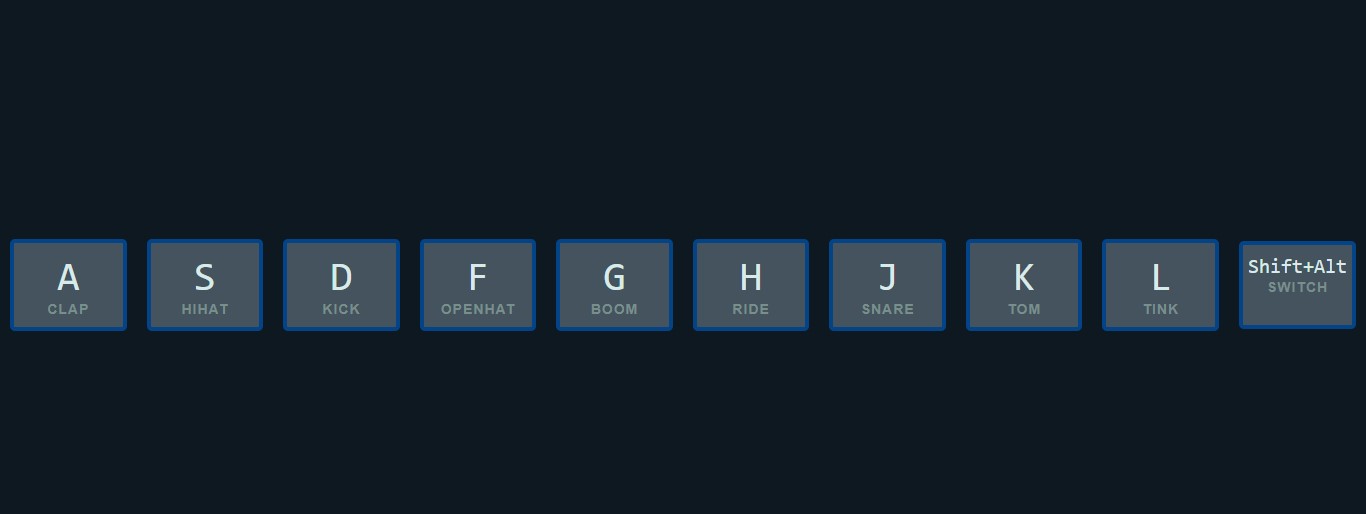 A
CLAP
S
HIHAT
D
KICK
F
OPENHAT
G
BOOM
H
RIDE
J
SNARE
K
TOM
L
TINK
Shift+Alt
SWITCH